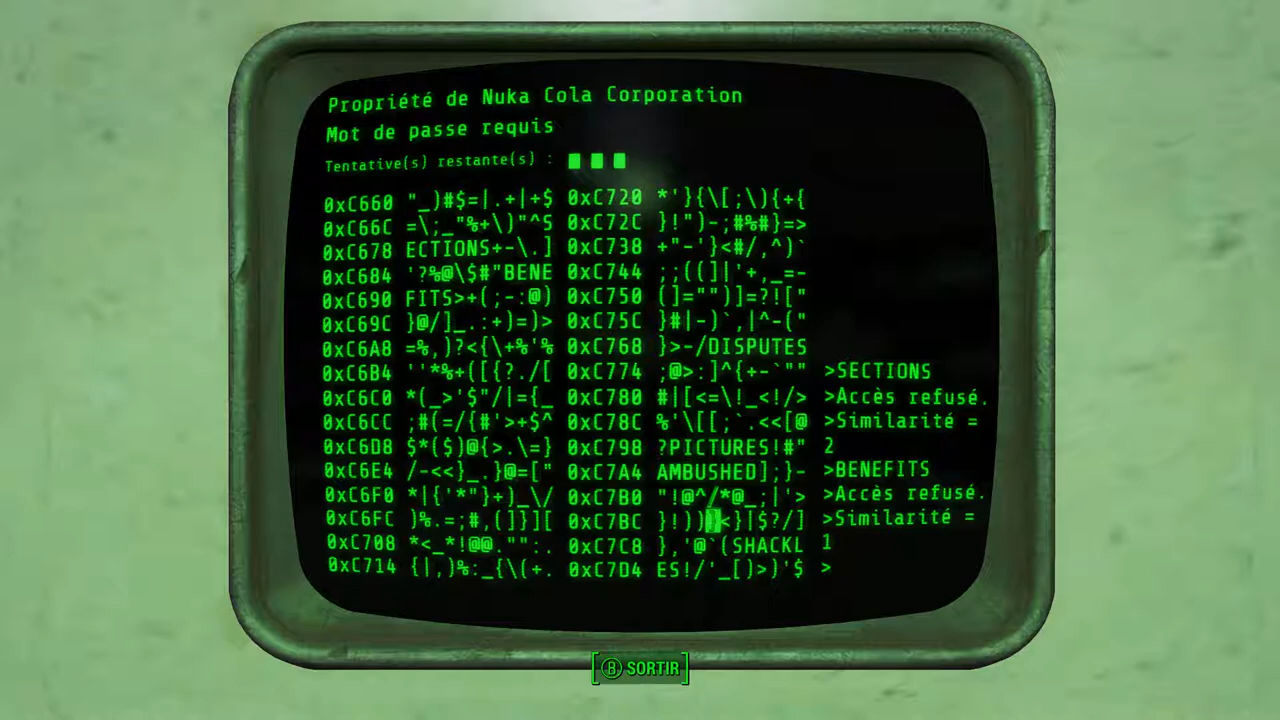 Propriété de Nuka Cola Corporation
Mot de passe requis
Tentative(s) restante(s) : ■ ■ ■
0xC660 "_)#$=|.+|+$ 0xC720 *'}{\[;\){+{
0xC66C =\;_"%+\)"^S 0xC72C }!")-;#%#}=>
0xC678 ECTIONS+-\.] 0xC738 +"-'}<#/,^)`
0xC684 '?%@\$#"BENE 0xC744 ;;((]|'+,_=-
0xC690 FITS>+(;-:@) 0xC750 (]="")]=?!["
0xC69C }@/]_.:+)=)> 0xC75C }#|-)`,|^-("
0xC6A8 =%,)?<{\+%'% 0xC768 }>-/DISPUTES
0xC6B4 ''*%+([{?./[ 0xC774 ;@>:]^{+-`""
0xC6C0 *(_>'$"/|={_ 0xC780 #|[<=\!_<!/>
0xC6CC ;#(=/{#'>+$^ 0xC78C %'\[[;`.<<[@
0xC6D8 $*($)@{>.\=} 0xC798 ?PICTURES!#"
0xC6E4 /-<<}_.}@=[" 0xC7A4 AMBUSHED];}-
0xC6F0 *|{'*"}+)_\/ 0xC7B0 "!@^/*@_;|'>
0xC6FC )%.=;#,(]}][ 0xC7BC }!))}<}|$?/]
0xC708 *<_*!@@."":. 0xC7C8 },'@`(SHACKL
0xC714 {|,)%:_{\(+. 0xC7D4 ES!/'_[)>)'$
>SECTIONS
>Accès refusé.
>Similarité =
2
>BENEFITS
>Accès refusé.
>Similarité =
1
>
B SORTIR